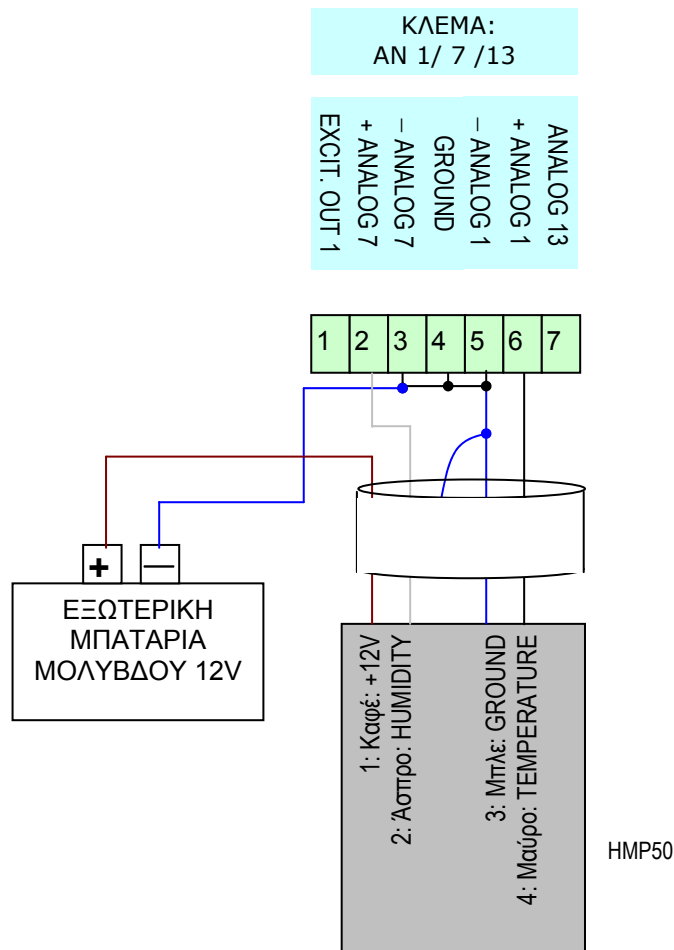 ΚΛΕΜΑ:
ΑΝ 1/ 7 /13
EXCIT. OUT 1
+ ANALOG 7
– ANALOG 7
GROUND
– ANALOG 1
+ ANALOG 1
ANALOG 13
1
2
3
4
5
6
7
+
—
ΕΞΩΤΕΡΙΚΗ
ΜΠΑΤΑΡΙΑ
ΜΟΛΥΒΔΟΥ 12V
1: Καφέ: +12V
2: Άσπρο: HUMIDITY
3: Μπλε: GROUND
4: Μαύρο: TEMPERATURE
HMP50